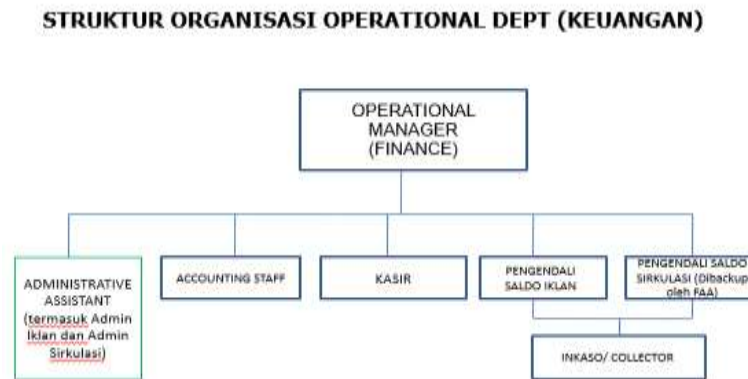 STRUKTUR ORGANISASI OPERATIONAL DEPT (KEUANGAN)
OPERATIONAL
MANAGER
(FINANCE)
ADMINISTRATIVE
ASSISTANT
(termasuk Admin
Iklan dan Admin
Sirkulasi)
ACCOUNTING STAFF
KASIR
PENGENDALI
SALDO IKLAN
PENGENDALI SALDO
SIRKULASI (Dibackup
oleh FAA)
INKASO/ COLLECTOR